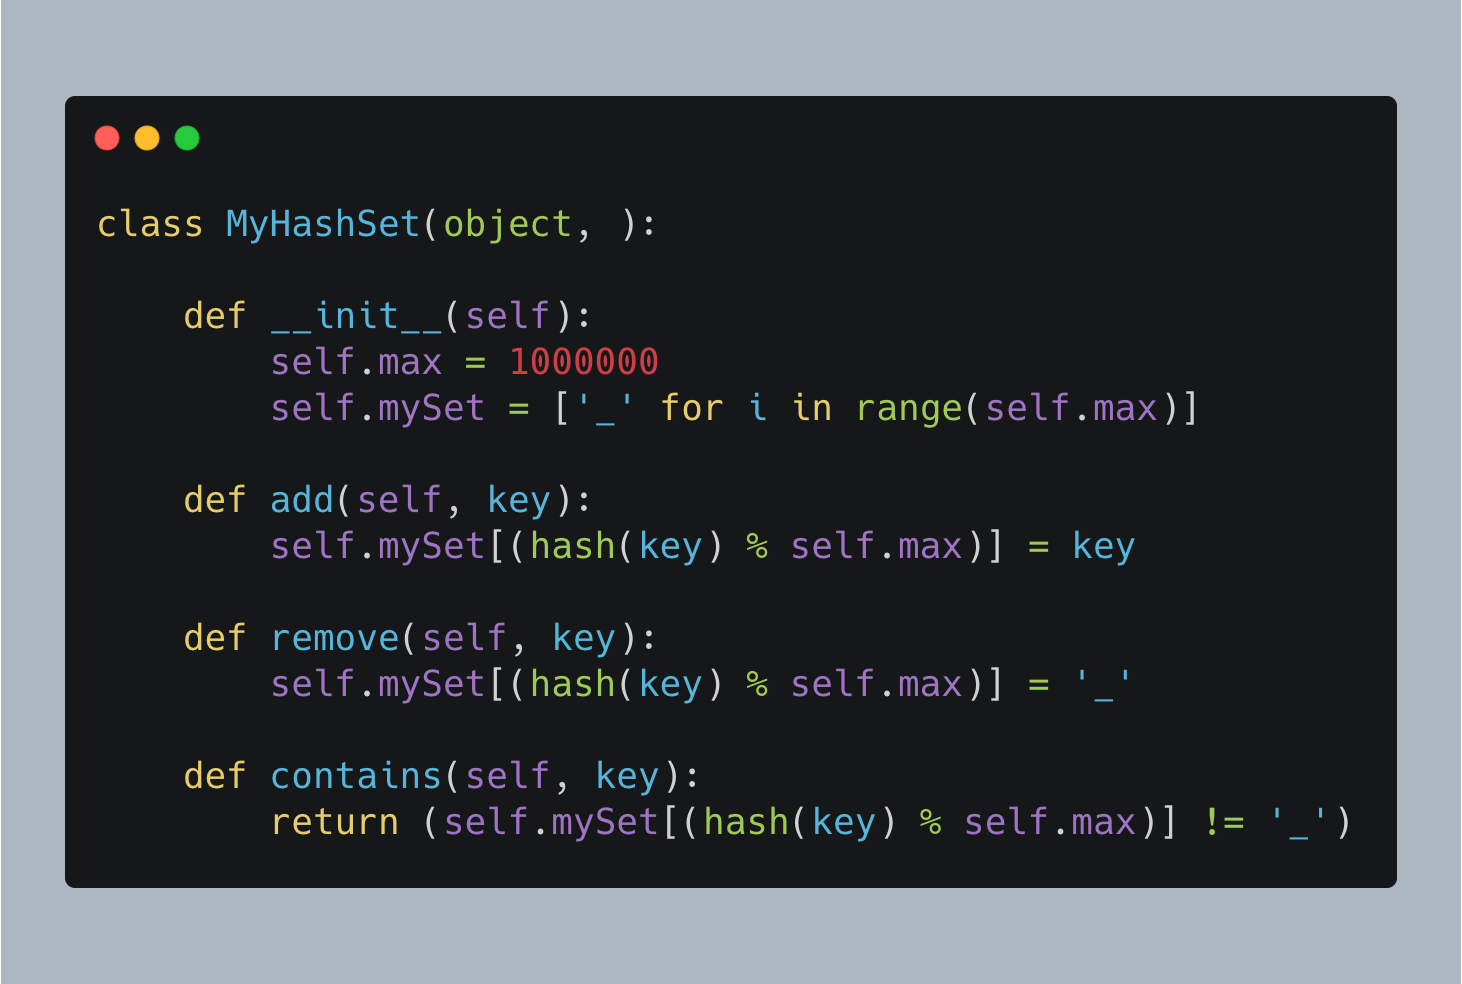 class MyHashSet(object, ):
    def __init__(self):
        self.max = 1000000
        self.mySet = ['_' for i in range(self.max)]
    def add(self, key):
        self.mySet[(hash(key) % self.max)] = key
    def remove(self, key):
        self.mySet[(hash(key) % self.max)] = '_'
    def contains(self, key):
        return (self.mySet[(hash(key) % self.max)] != '_')